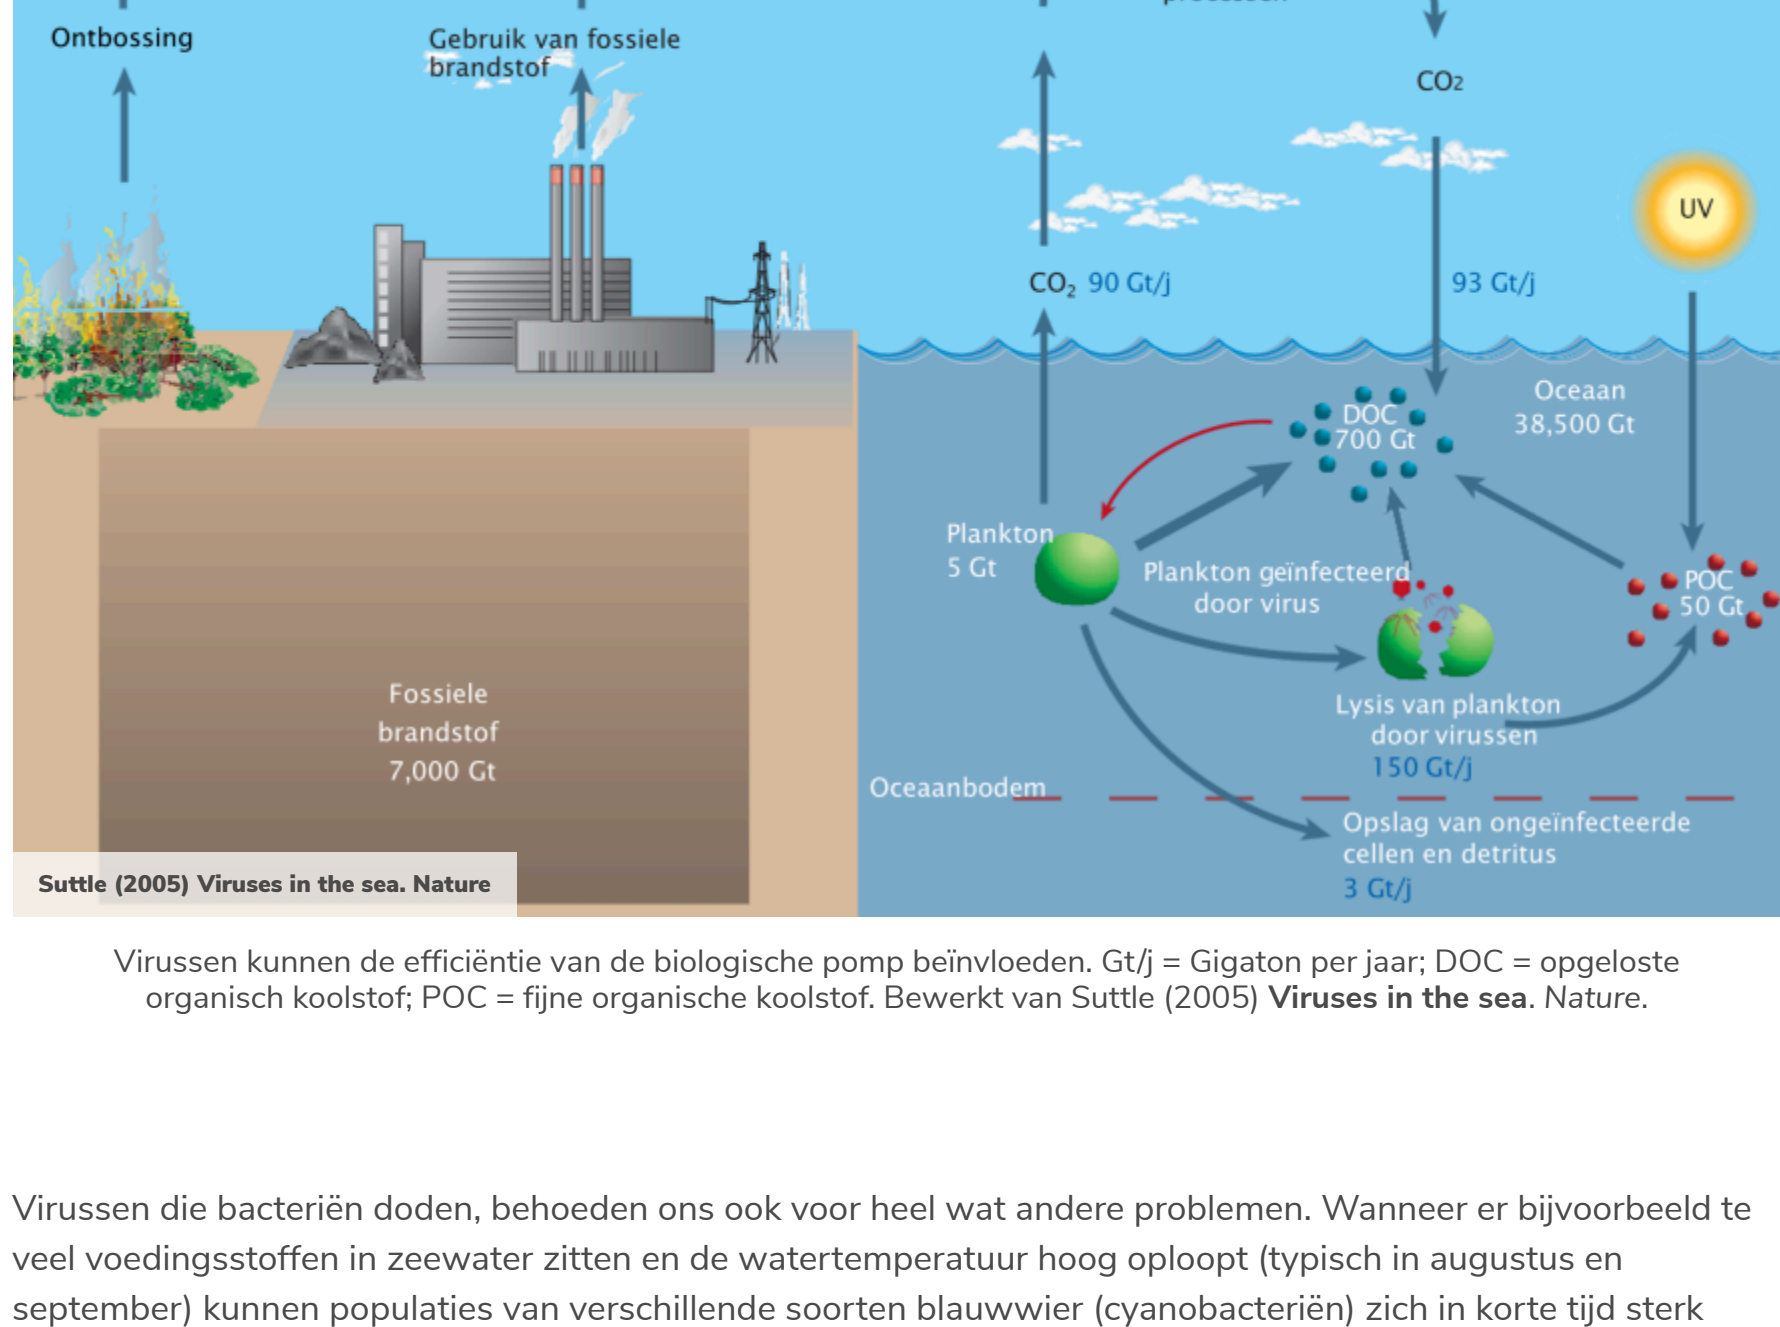 Ontbossing
Gebruik van fossiele
brandstof
CO2
UV
CO2 90 Gt/j
93 Gt/j
Oceaan
38,500 Gt
DOC
700 Gt
Plankton
5 Gt
Plankton geïnfecteerd
door virus
POC
50 Gt
Fossiele
brandstof
7,000 Gt
Lysis van plankton
door virussen
150 Gt/j
Oceaanbodem
Opslag van ongeïnfecteerde
cellen en detritus
3 Gt/j
Suttle (2005) Viruses in the sea. Nature
Virussen kunnen de efficiëntie van de biologische pomp beïnvloeden. Gt/j = Gigaton per jaar; DOC = opgeloste
organisch koolstof; POC = fijne organische koolstof. Bewerkt van Suttle (2005) Viruses in the sea. Nature.
Virussen die bacteriën doden, behoeden ons ook voor heel wat andere problemen. Wanneer er bijvoorbeeld te
veel voedingsstoffen in zeewater zitten en de watertemperatuur hoog oploopt (typisch in augustus en
september) kunnen populaties van verschillende soorten blauwwier (cyanobacteriën) zich in korte tijd sterk